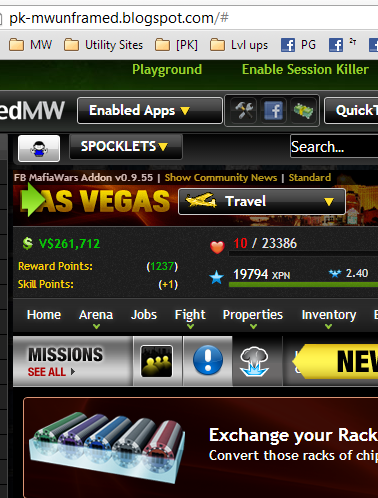 pk-mwunframed.blogspot.com/#
MW Utility Sites [PK] Lvl ups PG
Playground Enable Session Killer
edMW Enabled Apps QuickT
SPOCKLETS Search...
FB MafiaWars Addon v0.9.55 | Show Community News | Standard
LAS VEGAS Travel
$ V$261,712
10 / 23386
Reward Points: (1237)
19794 XPN 2.40
Skill Points: (+1)
Home Arena Jobs Fight Properties Inventory
MISSIONS
SEE ALL
NEW
Exchange your Rack
Convert those racks of chip